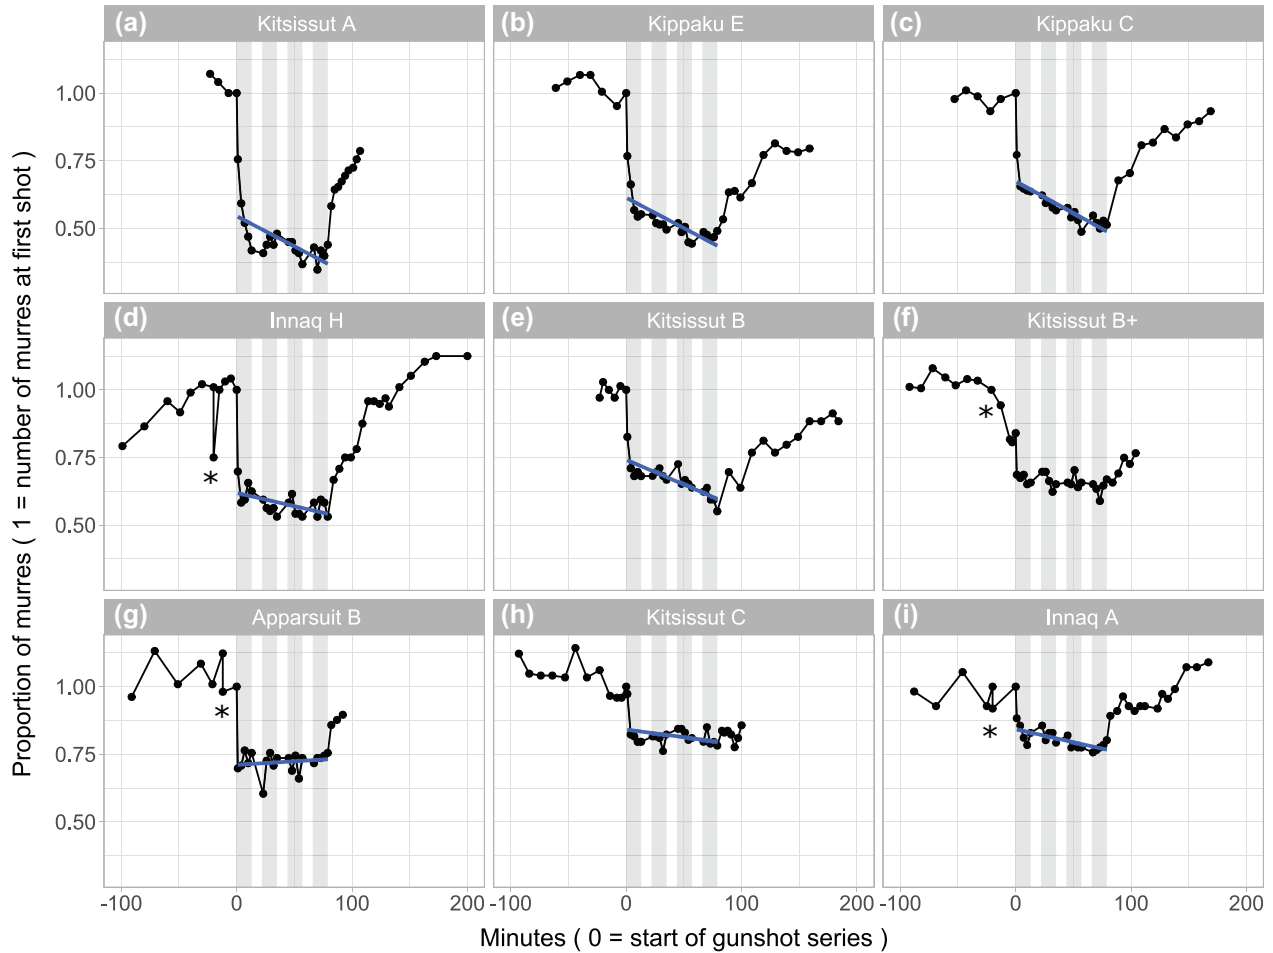 (a) Kitsissut A
(b) Kippaku E
(c) Kippaku C
1.00
0.75
0.50
(d) Innaq H
(e) Kitsissut B
(f) Kitsissut B+
1.00
0.75
0.50
*
*
(g) Apparsuit B
(h) Kitsissut C
(i) Innaq A
1.00
0.75
0.50
*
*
-100 0 100 200
-100 0 100 200
-100 0 100 200
Minutes ( 0 = start of gunshot series )
Proportion of murres ( 1 = number of murres at first shot )